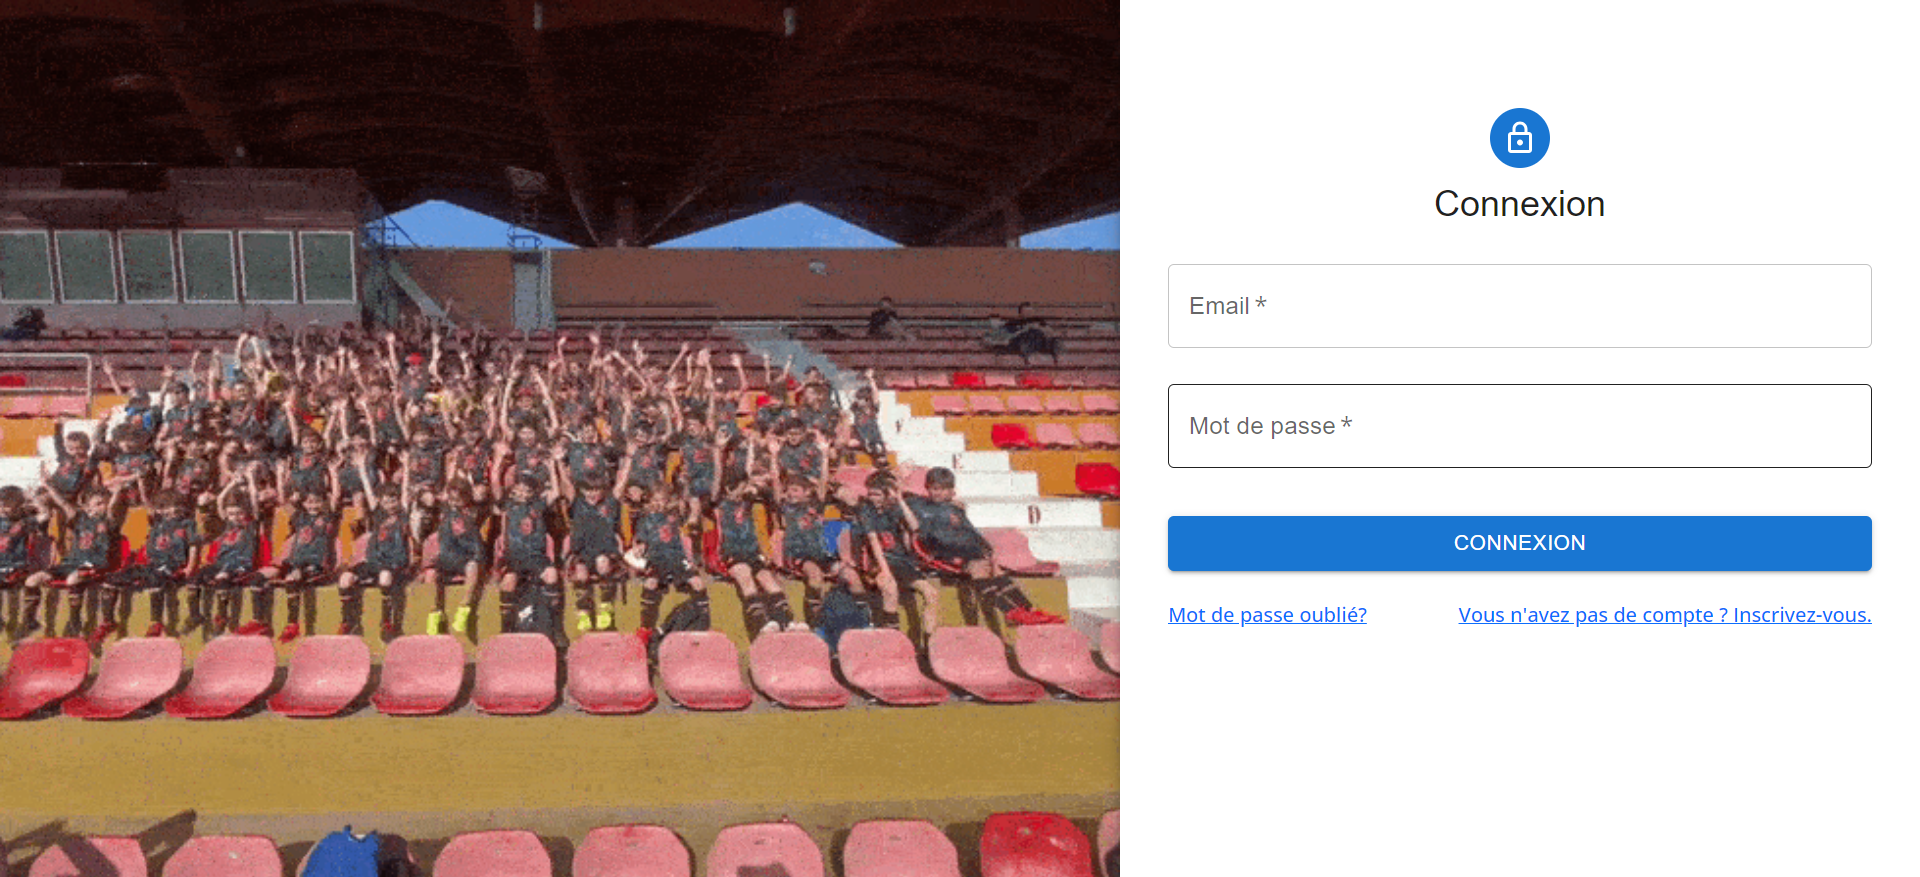 Connexion
Email *
Mot de passe *
CONNEXION
Mot de passe oublié?
Vous n'avez pas de compte ? Inscrivez-vous.
D